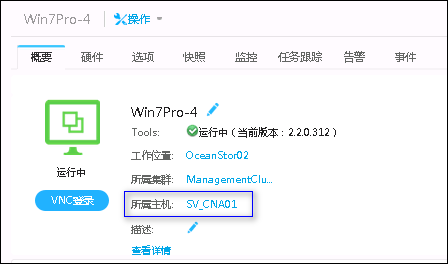 Win7Pro-4 操作
概要 硬件 选项 快照 监控 任务跟踪 告警 事件
Win7Pro-4
Tools: 运行中（当前版本：2.2.0.312）
工作位置: OceanStor02
运行中
所属集群: ManagementClu...
VNC登录
所属主机: SV_CNA01
描述:
查看详情